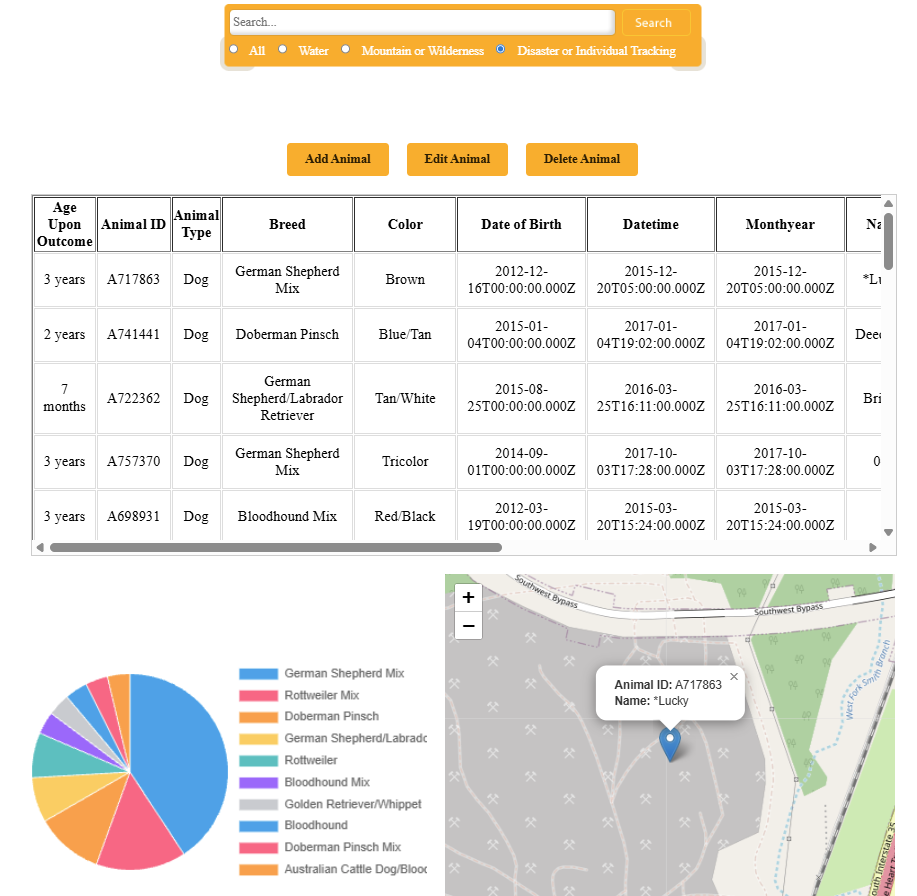 Search...
Search
All
Water
Mountain or Wilderness
Disaster or Individual Tracking
Add Animal
Edit Animal
Delete Animal
Age
Upon
Outcome
Animal ID
Animal
Type
Breed
Color
Date of Birth
Datetime
Monthyear
Na
3 years
A717863
Dog
German Shepherd
Mix
Brown
2012-12-
16T00:00:00.000Z
2015-12-
20T05:00:00.000Z
2015-12-
20T05:00:00.000Z
*Lu
2 years
A741441
Dog
Doberman Pinsch
Blue/Tan
2015-01-
04T00:00:00.000Z
2017-01-
04T19:02:00.000Z
2017-01-
04T19:02:00.000Z
Deed
7
months
A722362
Dog
German
Shepherd/Labrador
Retriever
Tan/White
2015-08-
25T00:00:00.000Z
2016-03-
25T16:11:00.000Z
2016-03-
25T16:11:00.000Z
Bri
3 years
A757370
Dog
German Shepherd
Mix
Tricolor
2014-09-
01T00:00:00.000Z
2017-10-
03T17:28:00.000Z
2017-10-
03T17:28:00.000Z
0
3 years
A698931
Dog
Bloodhound Mix
Red/Black
2012-03-
19T00:00:00.000Z
2015-03-
20T15:24:00.000Z
2015-03-
20T15:24:00.000Z
German Shepherd Mix
Rottweiler Mix
Doberman Pinsch
German Shepherd/Labrado
Rottweiler
Bloodhound Mix
Golden Retriever/Whippet
Bloodhound
Doberman Pinsch Mix
Australian Cattle Dog/Blood
+
−
Southwest Bypass
Southwest Bypass
Animal ID: A717863
Name: *Lucky
×
West Fork Smith Branch
outh Interstate 35
e Heart T